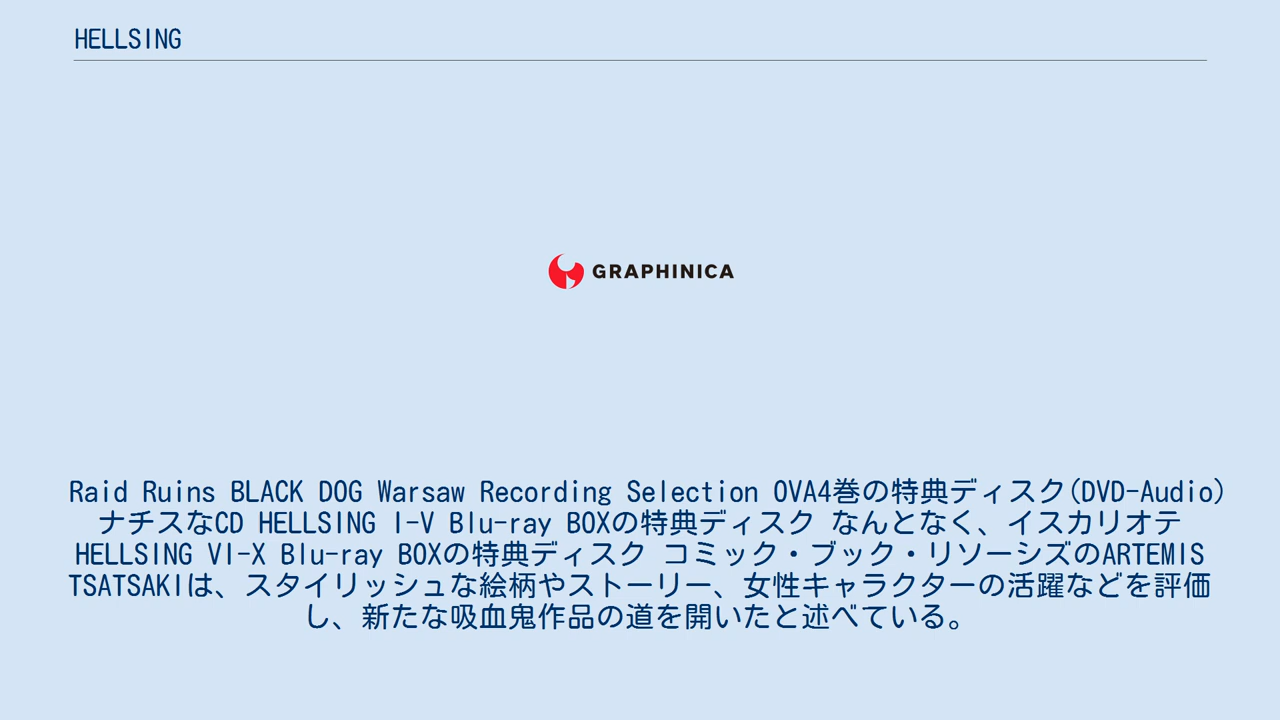 HELLSING
GRAPHINICA
Raid Ruins BLACK DOG Warsaw Recording Selection OVA4巻の特典ディスク(DVD-Audio)
ナチスなCD HELLSING I-V Blu-ray BOXの特典ディスク なんとなく、イスカリオテ
HELLSING VI-X Blu-ray BOXの特典ディスク コミック・ブック・リソーシズのARTEMIS
TSATSAKIは、スタイリッシュな絵柄やストーリー、女性キャラクターの活躍などを評価
し、新たな吸血鬼作品の道を開いたと述べている。